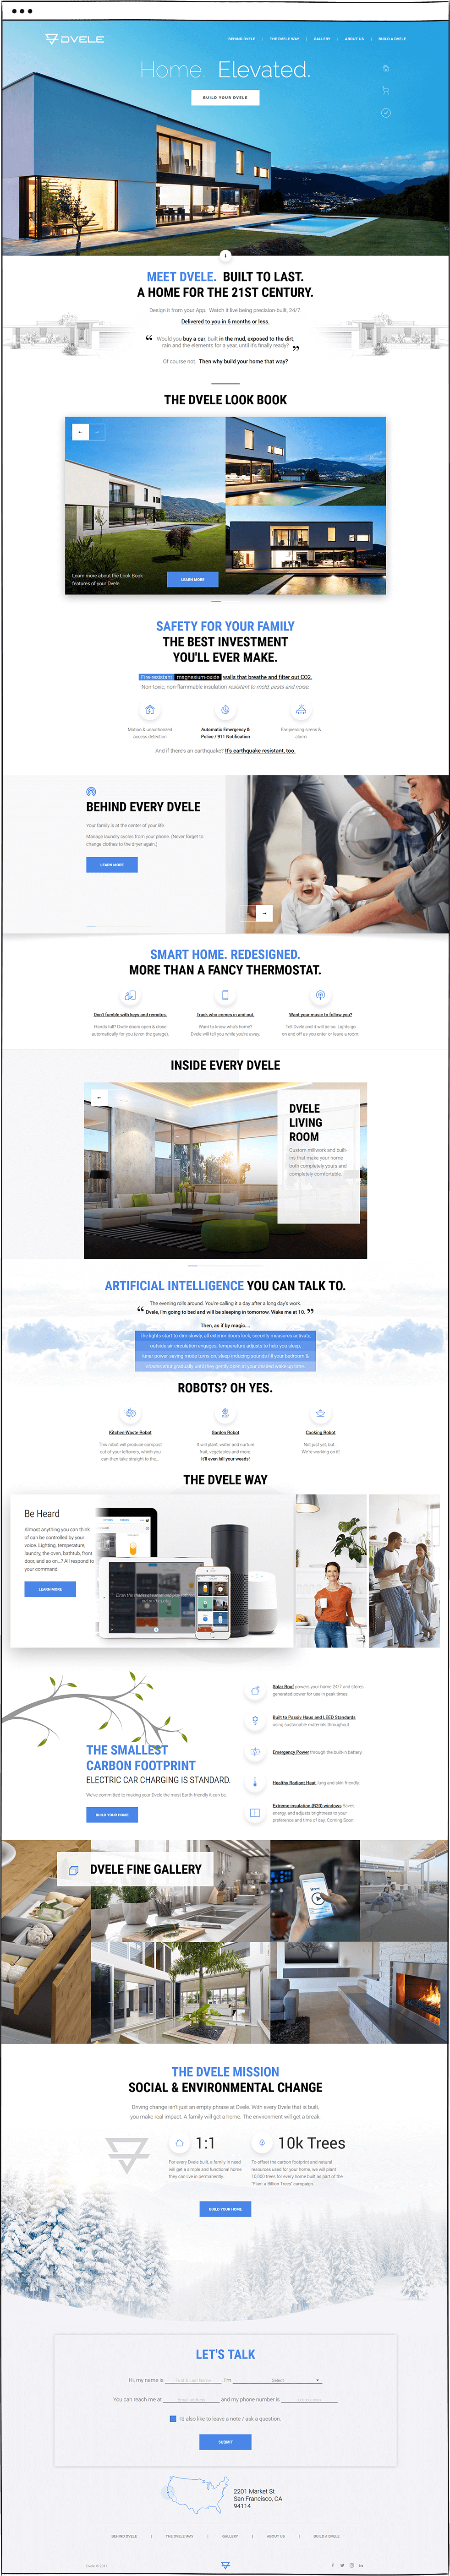 DVELE
BEHIND DVELE | THE DVELE WAY | GALLERY | ABOUT US | BUILD A DVELE
Home. Elevated.
BUILD YOUR DVELE
MEET DVELE. BUILT TO LAST.
A HOME FOR THE 21ST CENTURY.
Design it from your App. Watch it live being precision-built, 24/7.
Delivered to you in 6 months or less.
“ Would you buy a car, built in the mud, exposed to the dirt,
rain and the elements for a year, until it's finally ready? ”
Of course not. Then why build your home that way?
THE DVELE LOOK BOOK
Learn more about the Look Book
features of your Dvele.
LEARN MORE
SAFETY FOR YOUR FAMILY
THE BEST INVESTMENT
YOU'LL EVER MAKE.
Fire-resistant magnesium-oxide walls that breathe and filter out CO2.
Non-toxic, non-flammable insulation resistant to mold, pests and noise.
Motion & unauthorized
access detection
Automatic Emergency &
Police / 911 Notification
Ear-piercing sirens &
alarm
And if there's an earthquake? It's earthquake resistant, too.
BEHIND EVERY DVELE
Your family is at the center of your life
Manage laundry cycles from your phone. (Never forget to
change clothes to the dryer again.)
LEARN MORE
SMART HOME. REDESIGNED.
MORE THAN A FANCY THERMOSTAT.
Don't fumble with keys and remotes.
Hands full? Dvele doors open & close
automatically for you (even the garage).
Track who comes in and out.
Want to know who's home?
Dvele will tell you while you're away.
Want your music to follow you?
Tell Dvele and it will be so. Lights go
on and off as you enter or leave a room.
INSIDE EVERY DVELE
DVELE
LIVING
ROOM
Custom millwork and built-
ins that make your home
both completely yours and
completely comfortable.
ARTIFICIAL INTELLIGENCE YOU CAN TALK TO.
The evening rolls around. You're calling it a day after a long day's work.
“ Dvele, I'm going to bed and will be sleeping in tomorrow. Wake me at 10. ”
Then, as if by magic...
The lights start to dim slowly, all exterior doors lock, security measures activate,
outside air-circulation engages, temperature adjusts to help you sleep,
lunar power-saving mode turns on, sleep-inducing sounds fill your bedroom &
shades shut gradually until they gently open at your desired wake-up time.
ROBOTS? OH YES.
Kitchen-Waste Robot
This robot will produce compost
out of your leftovers, which you
can then take straight to the...
Garden Robot
It will plant, water and nurture
fruit, vegetables and more.
It'll even kill your weeds!
Cooking Robot
Not just yet, but...
We're working on it!
THE DVELE WAY
Be Heard
Almost anything you can think
of can be controlled by your
voice. Lighting, temperature,
laundry, the oven, bathtub, front
door, and so on...? All respond to
your command.
LEARN MORE
Solar Roof powers your home 24/7 and stores
generated power for use in peak times.
Built to Passiv Haus and LEED Standards
using sustainable materials throughout.
Emergency Power through the built-in battery.
Healthy Radiant Heat: lung and skin friendly.
Extreme-insulation (R20) windows Saves
energy, and adjusts brightness to your
preference and time of day. Coming Soon.
THE SMALLEST
CARBON FOOTPRINT
ELECTRIC CAR CHARGING IS STANDARD.
We're committed to making your Dvele the most Earth-friendly it can be.
BUILD YOUR HOME
DVELE FINE GALLERY
THE DVELE MISSION
SOCIAL & ENVIRONMENTAL CHANGE
Driving change isn't just an empty phrase at Dvele. With every Dvele that is built,
you make real impact. A family will get a home. The environment will get a break.
1:1
For every Dvele built, a family in need
will get a simple and functional home
they can live in permanently.
10k Trees
To offset the carbon footprint and natural
resources used for your home, we will plant
10,000 trees for every home built as part of the
"Plant a Billion Trees" campaign.
BUILD YOUR HOME
LET'S TALK
Hi, my name is First & Last Name I'm Select
You can reach me at Email address and my phone number is
I'd also like to leave a note / ask a question.
SUBMIT
2201 Market St
San Francisco, CA
94114
BEHIND DVELE | THE DVELE WAY | GALLERY | ABOUT US | BUILD A DVELE
Dvele © 2017